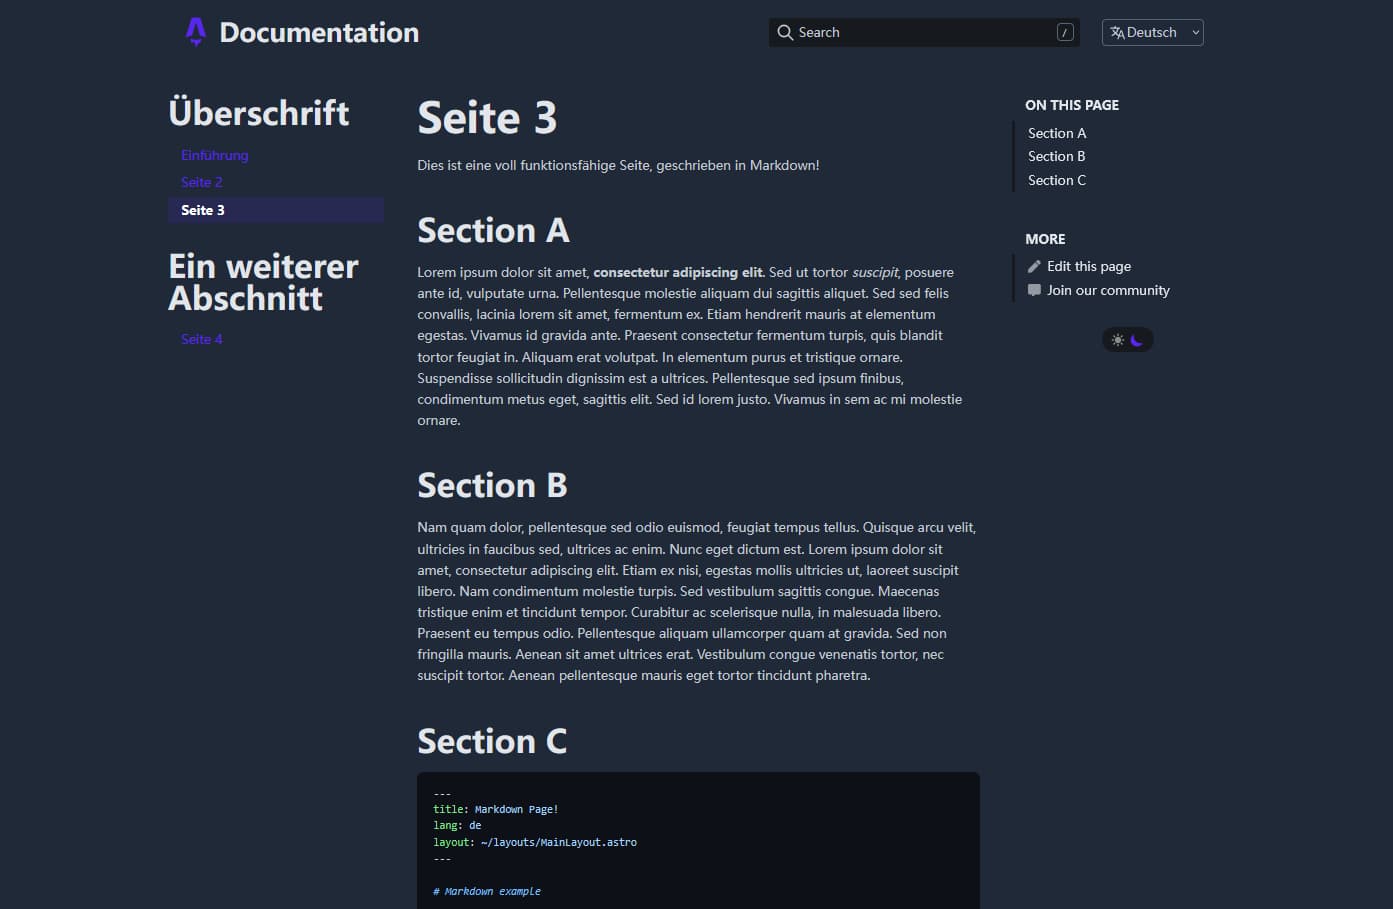 Documentation
Search
/
Deutsch
Überschrift
Einführung
Seite 2
Seite 3
Ein weiterer
Abschnitt
Seite 4
Seite 3
Dies ist eine voll funktionsfähige Seite, geschrieben in Markdown!
Section A
Lorem ipsum dolor sit amet, consectetur adipiscing elit. Sed ut tortor suscipit, posuere
ante id, vulputate urna. Pellentesque molestie aliquam dui sagittis aliquet. Sed sed felis
convallis, lacinia lorem sit amet, fermentum ex. Etiam hendrerit mauris at elementum
egestas. Vivamus id gravida ante. Praesent consectetur fermentum turpis, quis blandit
tortor feugiat in. Aliquam erat volutpat. In elementum purus et tristique ornare.
Suspendisse sollicitudin dignissim est a ultrices. Pellentesque sed ipsum finibus,
condimentum metus eget, sagittis elit. Sed id lorem justo. Vivamus in sem ac mi molestie
ornare.
Section B
Nam quam dolor, pellentesque sed odio euismod, feugiat tempus tellus. Quisque arcu velit,
ultricies in faucibus sed, ultrices ac enim. Nunc eget dictum est. Lorem ipsum dolor sit
amet, consectetur adipiscing elit. Etiam ex nisi, egestas mollis ultricies ut, laoreet suscipit
libero. Nam condimentum molestie turpis. Sed vestibulum sagittis congue. Maecenas
tristique enim et tincidunt tempor. Curabitur ac scelerisque nulla, in malesuada libero.
Praesent eu tempus odio. Pellentesque aliquam ullamcorper quam at gravida. Sed non
fringilla mauris. Aenean sit amet ultrices erat. Vestibulum congue venenatis tortor, nec
suscipit tortor. Aenean pellentesque mauris eget tortor tincidunt pharetra.
Section C
---
title: Markdown Page!
lang: de
layout: ~/layouts/MainLayout.astro
---
# Markdown example
ON THIS PAGE
Section A
Section B
Section C
MORE
Edit this page
Join our community